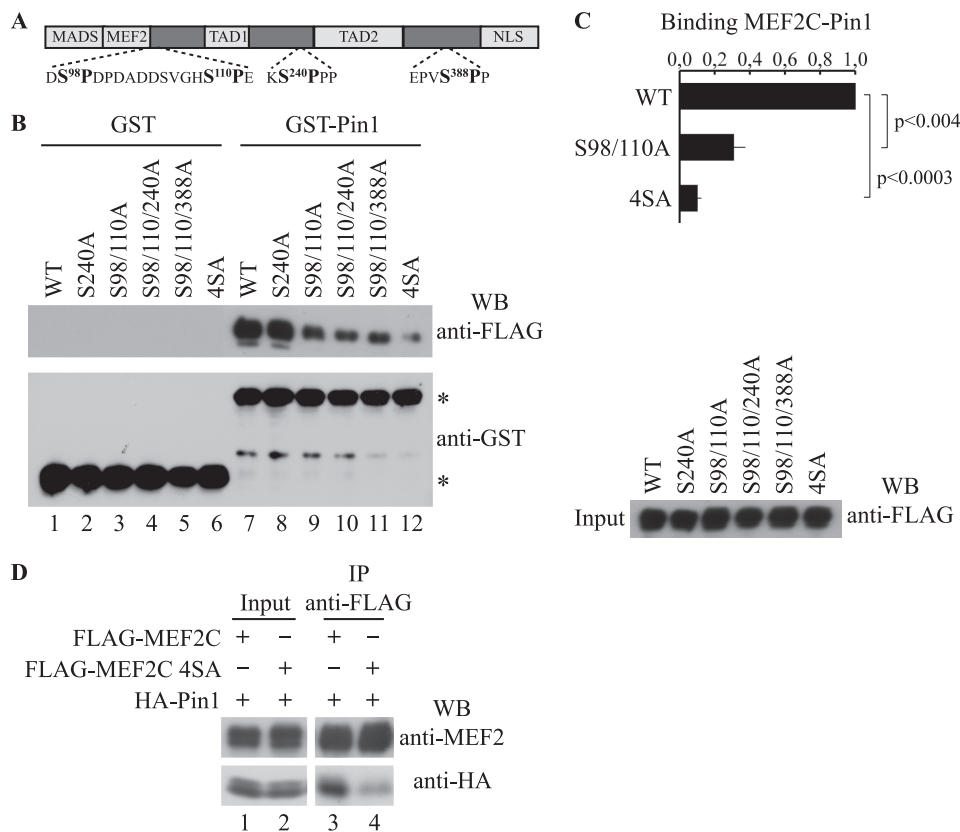 A
MADS MEF2 TAD1 TAD2 NLS
DS98PDPDADDSVGHS110PE KS240PPP EPVS388PP
B
GST GST-Pin1
WT S240A S98/110A S98/110/240A S98/110/388A 4SA WT S240A S98/110A S98/110/240A S98/110/388A 4SA
WB
anti-FLAG
*
anti-GST
*
1 2 3 4 5 6 7 8 9 10 11 12
C
Binding MEF2C-Pin1
0,0 0,2 0,4 0,6 0,8 1,0
WT
p<0.004
S98/110A
p<0.0003
4SA
WT S240A S98/110A S98/110/240A S98/110/388A 4SA
WB
Input anti-FLAG
D
IP
Input anti-FLAG
FLAG-MEF2C + – + –
FLAG-MEF2C 4SA – + – +
HA-Pin1 + + + +
WB
anti-MEF2
anti-HA
1 2 3 4